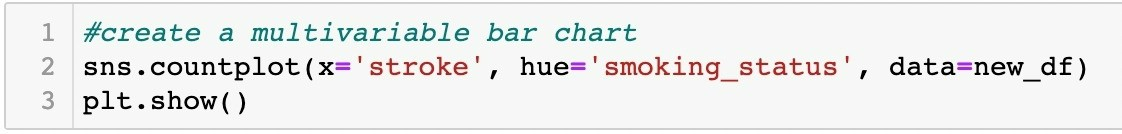 1 #create a multivariable bar chart
2 sns.countplot(x='stroke', hue='smoking_status', data=new_df)
3 plt.show()